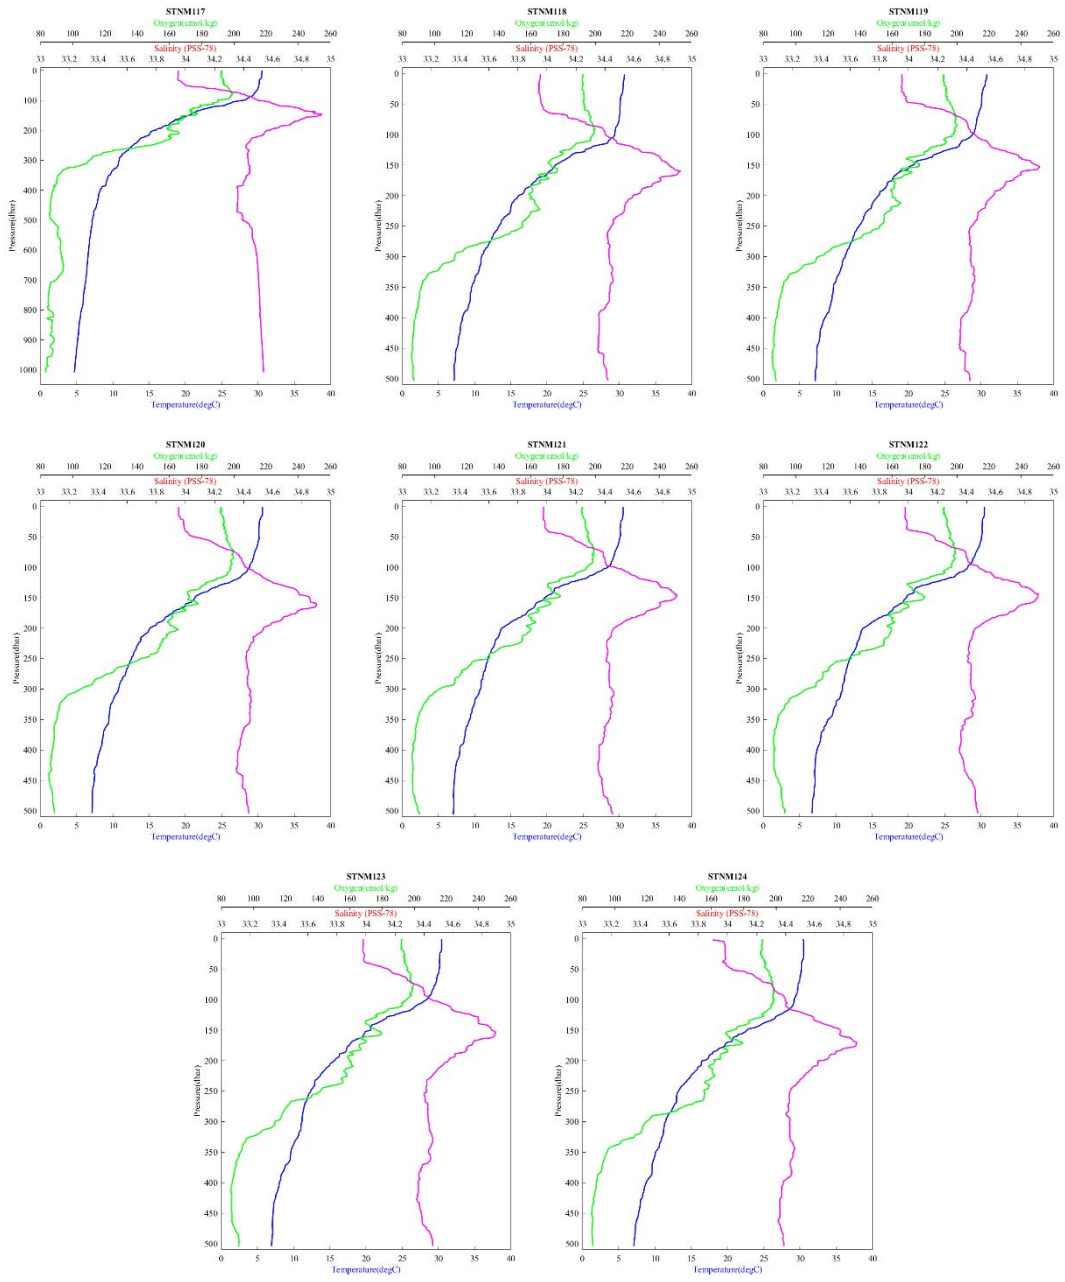 STNM117
Oxygen(umol/kg)
80 100 120 140 160 180 200 220 240 260
Salinity (PSS-78)
33 33.2 33.4 33.6 33.8 34 34.2 34.4 34.6 34.8 35
0
100
200
300
400
500
600
700
800
900
1000
Pressure(dbar)
0 5 10 15 20 25 30 35 40
Temperature(degC)
STNM118
Oxygen(umol/kg)
80 100 120 140 160 180 200 220 240 260
Salinity (PSS-78)
33 33.2 33.4 33.6 33.8 34 34.2 34.4 34.6 34.8 35
0
50
100
150
200
250
300
350
400
450
500
Pressure(dbar)
0 5 10 15 20 25 30 35 40
Temperature(degC)
STNM119
Oxygen(umol/kg)
80 100 120 140 160 180 200 220 240 260
Salinity (PSS-78)
33 33.2 33.4 33.6 33.8 34 34.2 34.4 34.6 34.8 35
0
50
100
150
200
250
300
350
400
450
500
Pressure(dbar)
0 5 10 15 20 25 30 35 40
Temperature(degC)
STNM120
Oxygen(umol/kg)
80 100 120 140 160 180 200 220 240 260
Salinity (PSS-78)
33 33.2 33.4 33.6 33.8 34 34.2 34.4 34.6 34.8 35
0
50
100
150
200
250
300
350
400
450
500
Pressure(dbar)
0 5 10 15 20 25 30 35 40
Temperature(degC)
STNM121
Oxygen(umol/kg)
80 100 120 140 160 180 200 220 240 260
Salinity (PSS-78)
33 33.2 33.4 33.6 33.8 34 34.2 34.4 34.6 34.8 35
0
50
100
150
200
250
300
350
400
450
500
Pressure(dbar)
0 5 10 15 20 25 30 35 40
Temperature(degC)
STNM122
Oxygen(umol/kg)
80 100 120 140 160 180 200 220 240 260
Salinity (PSS-78)
33 33.2 33.4 33.6 33.8 34 34.2 34.4 34.6 34.8 35
0
50
100
150
200
250
300
350
400
450
500
Pressure(dbar)
0 5 10 15 20 25 30 35 40
Temperature(degC)
STNM123
Oxygen(umol/kg)
80 100 120 140 160 180 200 220 240 260
Salinity (PSS-78)
33 33.2 33.4 33.6 33.8 34 34.2 34.4 34.6 34.8 35
0
50
100
150
200
250
300
350
400
450
500
Pressure(dbar)
0 5 10 15 20 25 30 35 40
Temperature(degC)
STNM124
Oxygen(umol/kg)
80 100 120 140 160 180 200 220 240 260
Salinity (PSS-78)
33 33.2 33.4 33.6 33.8 34 34.2 34.4 34.6 34.8 35
0
50
100
150
200
250
300
350
400
450
500
Pressure(dbar)
0 5 10 15 20 25 30 35 40
Temperature(degC)